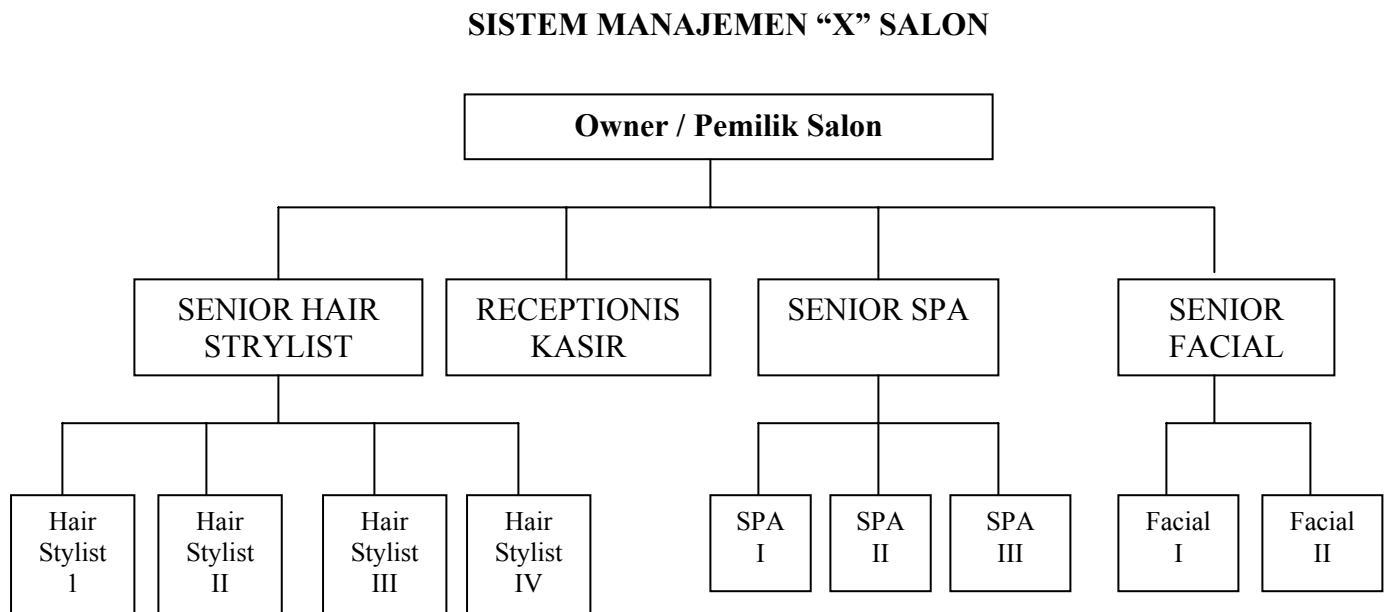 SISTEM MANAJEMEN “X” SALON
Owner / Pemilik Salon
SENIOR HAIR
STRYLIST
RECEPTIONIS
KASIR
SENIOR SPA
SENIOR
FACIAL
Hair
Stylist
1
Hair
Stylist
II
Hair
Stylist
III
Hair
Stylist
IV
SPA
I
SPA
II
SPA
III
Facial
I
Facial
II